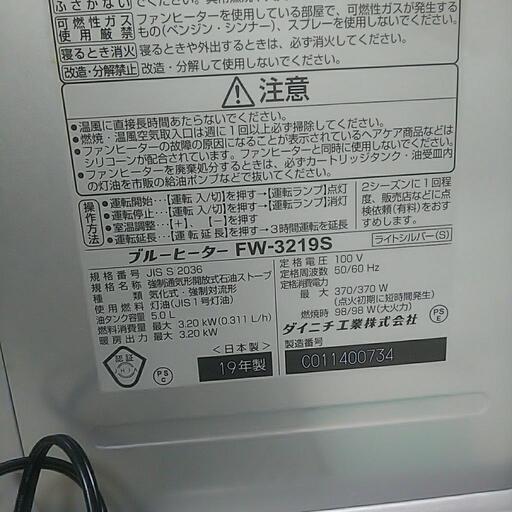 ふさがない
可燃性ガス
使用厳禁
ファンヒーターを使用している部屋で、可燃性ガスが発生する
もの(ベンジン・シンナー)、スプレーを使用しないでください。
寝るとき消火 寝るときや外出するときは、必ず消火してください。
改造・分解禁止 改造・分解して使用しないでください。
注意
●温風に直接長時間あたらないでください。
●燃焼・温風空気取入口は週に1回以上必ず掃除してください。
●ファンヒーターの故障の原因になることが表示されているヘアケア商品などは
シリコーンが配合されています。ファンヒーターと同時に使用しないでください。
●ファンヒーターを廃棄処分するときは、必ずカートリッジタンク・油受皿内
の灯油を市販の給油ポンプなどで抜いてください。
操作方法
●運転開始…[運転 入/切]を押す→[運転ランプ]点灯
●運転停止…[運転 入/切]を押す→[運転ランプ]消灯
●室温調整…[+]、[-]を押す
●運転延長…[運転延長]を押す→3時間運転を延長
2シーズンに1回程
度、販売店などに点
検依頼(有料)をおす
すめします。
ブルーヒーター FW-3219S
ライトシルバー(S)
規格番号 JIS S 2036
規格名称 強制通気形開放式石油ストーブ
種類 気化式・強制対流形
使用燃料 灯油(JIS1号灯油)
油タンク容量 5.0 L
燃料消費量 最大 3.20 kW(0.311 L/h)
暖房出力 最大 3.20 kW
定格電圧 100 V
定格周波数 50/60 Hz
定格消費電力
最大 370/370 W
(点火初期に短時間発生)
燃焼時 98/98 W(大火力)
ダイニチ工業株式会社
認証
PS
C
<日本製>
19年製
製造番号
C011400734
PS
E